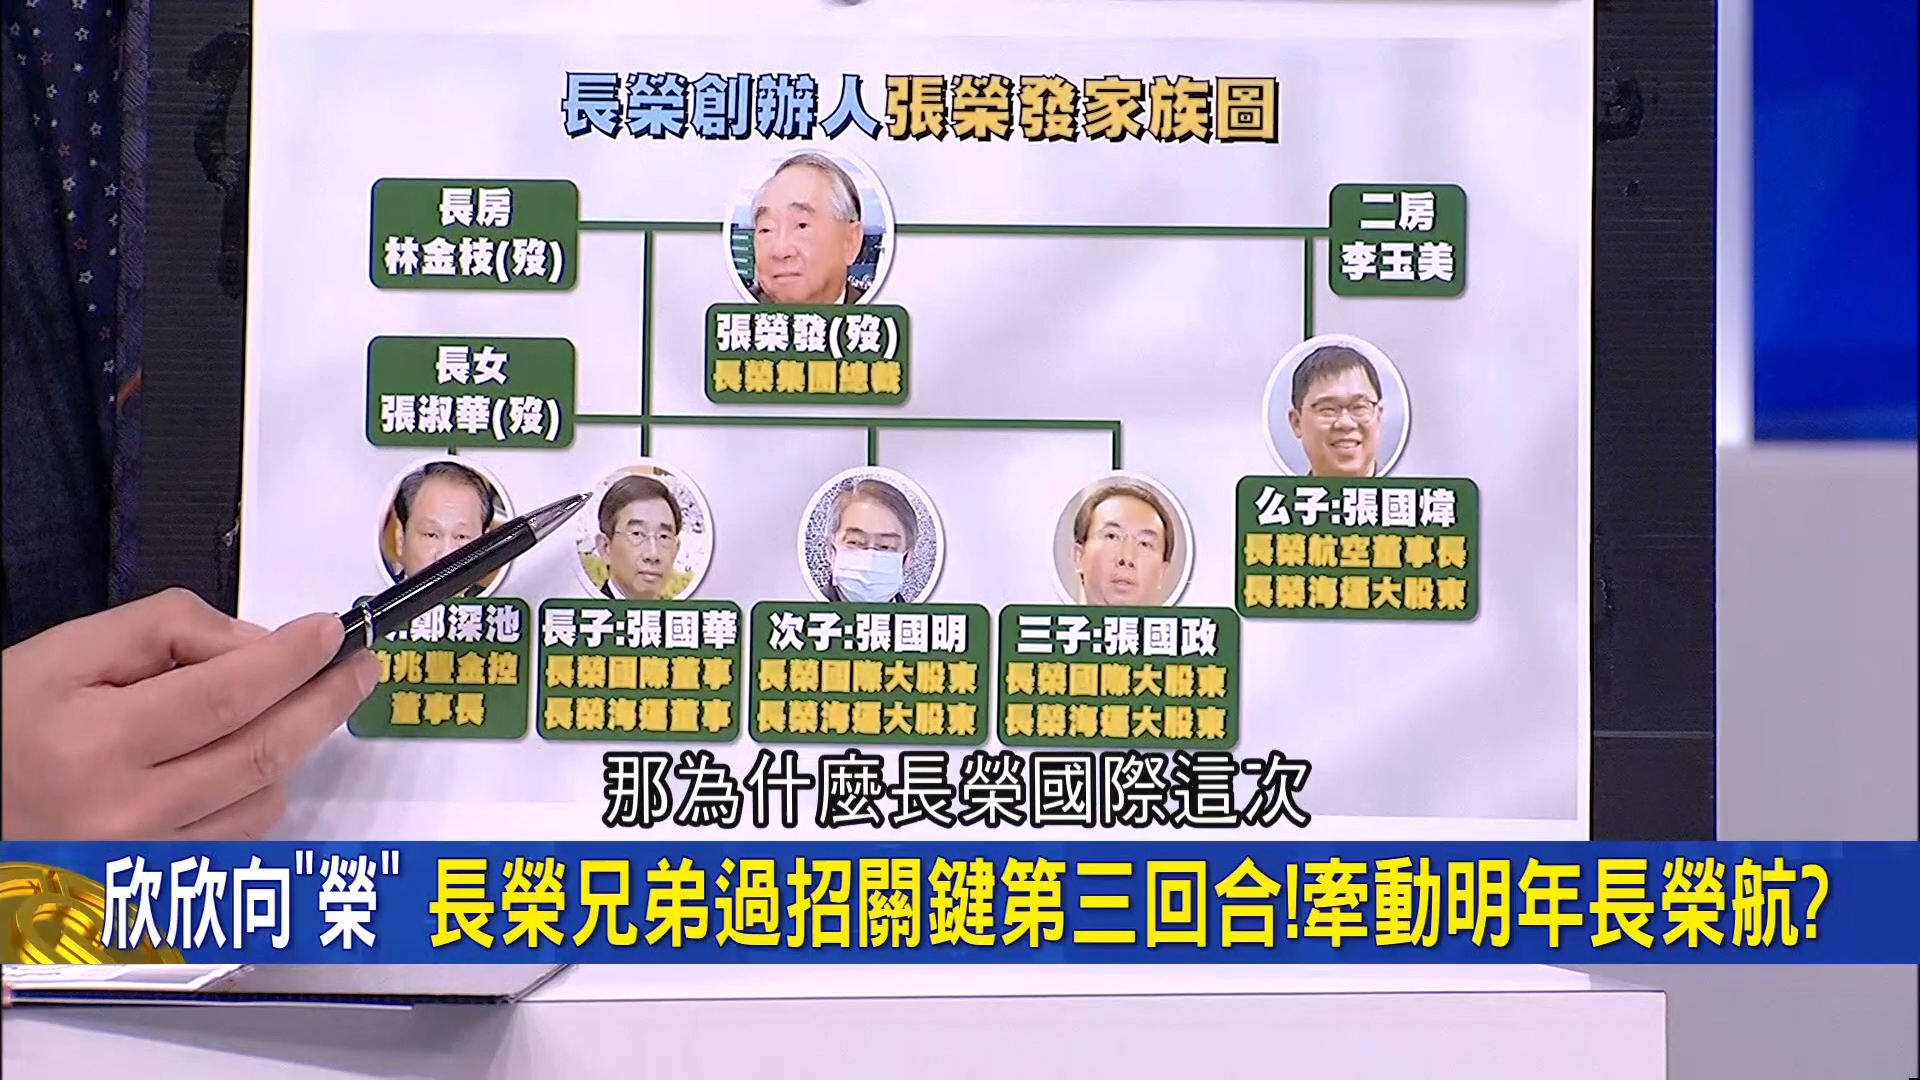 長榮創辦人張榮發家族圖
長房
林金枝(歿)
二房
李玉美
張榮發(歿)
長榮集團總裁
長女
張淑華(歿)
么子:張國煒
長榮航空董事長
長榮海運大股東
:鄭深池
前兆豐金控
董事長
長子:張國華
長榮國際董事
長榮海運董事
次子:張國明
長榮國際大股東
長榮海運大股東
三子:張國政
長榮國際大股東
長榮海運大股東
那為什麼長榮國際這次
欣欣向"榮" 長榮兄弟過招關鍵第三回合!牽動明年長榮航?